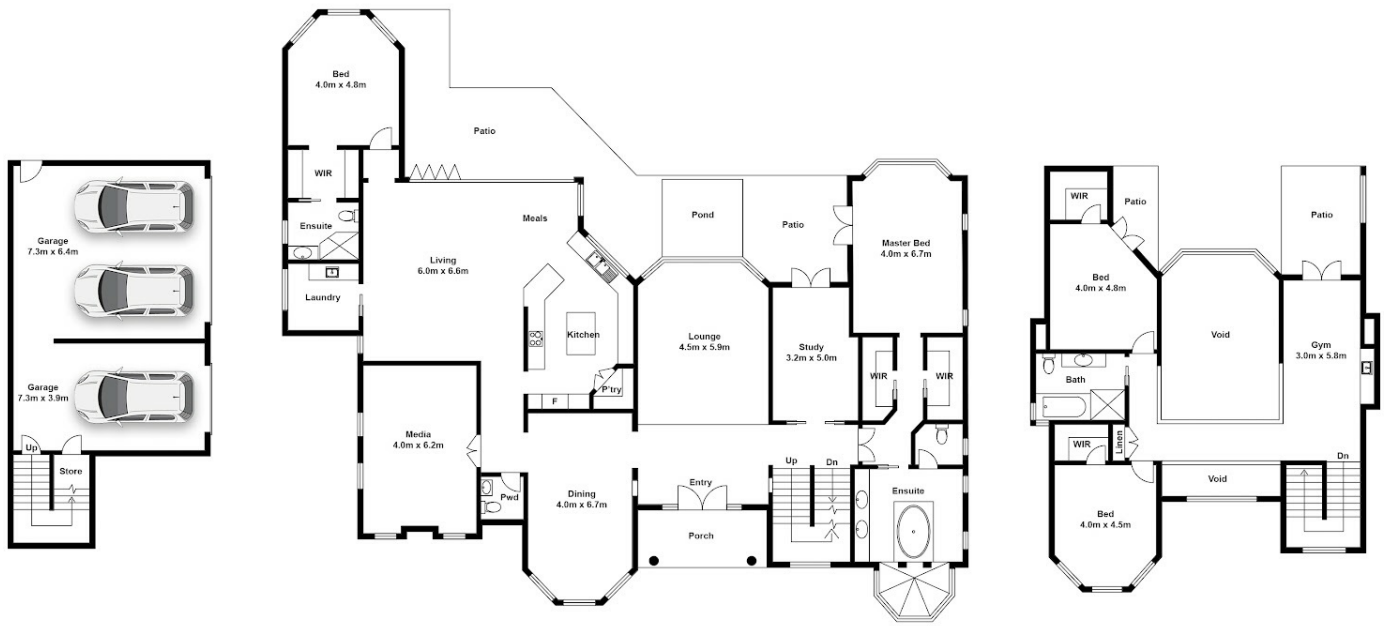 Garage
7.3m x 6.4m
Garage
7.3m x 3.9m
Up
Store
Bed
4.0m x 4.8m
Patio
WIR
Ensuite
Laundry
Meals
Living
6.0m x 6.6m
Kitchen
P'try
F
Media
4.0m x 6.2m
Pwd
Dining
4.0m x 6.7m
Pond
Patio
Lounge
4.5m x 5.9m
Study
3.2m x 5.0m
Master Bed
4.0m x 6.7m
WIR
WIR
Entry
Up
Dn
Ensuite
Porch
WIR
Patio
Patio
Bed
4.0m x 4.8m
Void
Gym
3.0m x 5.8m
Bath
WIR
Linen
Dn
Void
Bed
4.0m x 4.5m